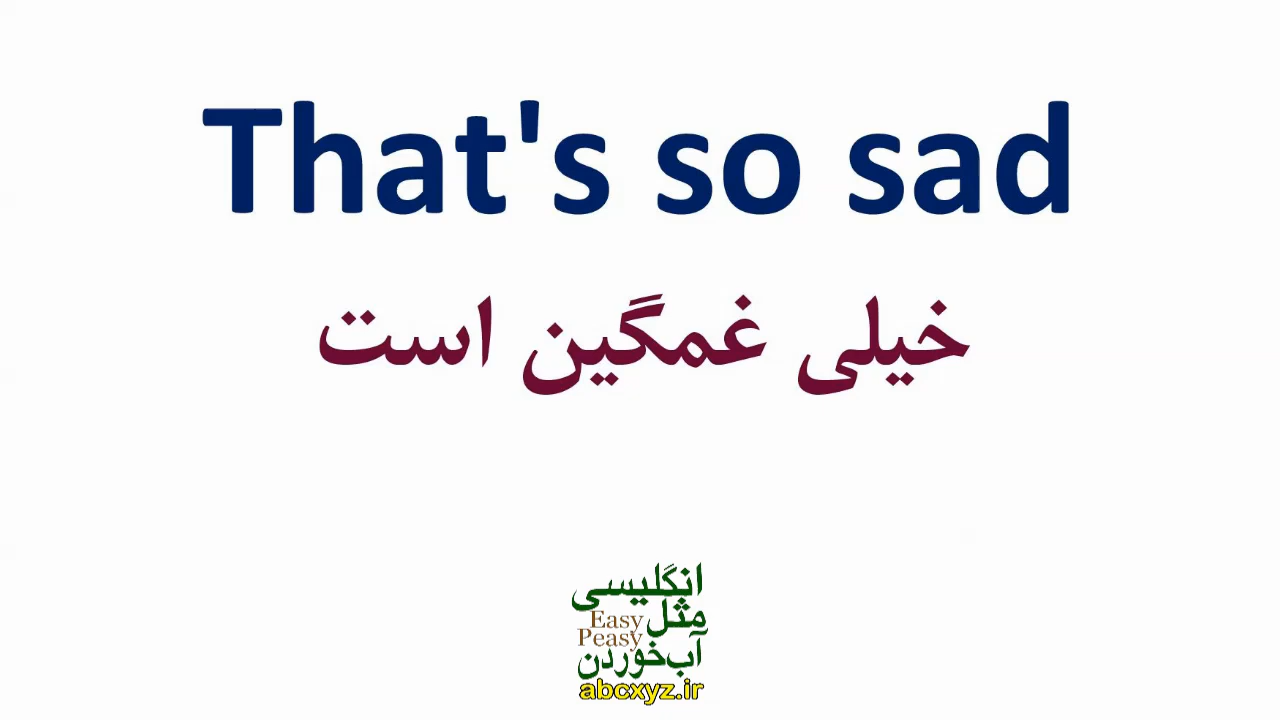 That's so sad
خیلی غمگین است
انگلیسی
مثل Easy
Peasy
آب‌خوردن
abcxyz.ir